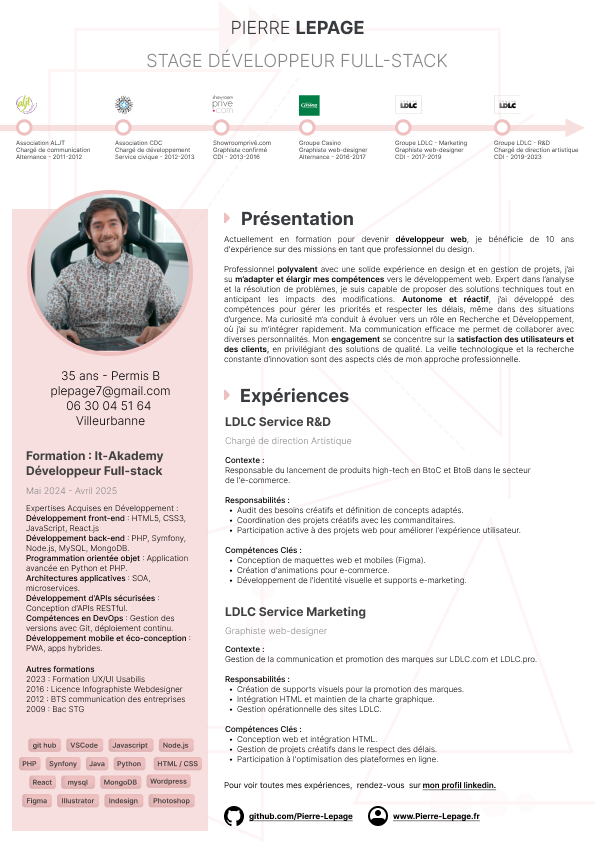 PIERRE LEPAGE
STAGE DÉVELOPPEUR FULL-STACK
aljt
showroom
prive
.com
Casino
LDLC
LDLC
Association ALJT
Chargé de communication
Alternance - 2011-2012
Association CDC
Chargé de développement
Service civique - 2012-2013
Showroomprivé.com
Graphiste confirmé
CDI - 2013-2016
Groupe Casino
Graphiste web-designer
Alternance - 2016-2017
Groupe LDLC - Marketing
Graphiste web-designer
CDI - 2017-2019
Groupe LDLC - R&D
Chargé de direction artistique
CDI - 2019-2023
35 ans - Permis B
plepage7@gmail.com
06 30 04 51 64
Villeurbanne
Formation : It-Akademy
Développeur Full-stack
Mai 2024 - Avril 2025
Expertises Acquises en Développement :
Développement front-end : HTML5, CSS3,
JavaScript, React.js
Développement back-end : PHP, Symfony,
Node.js, MySQL, MongoDB.
Programmation orientée objet : Application
avancée en Python et PHP.
Architectures applicatives : SOA,
microservices.
Développement d'APIs sécurisées :
Conception d'APIs RESTful.
Compétences en DevOps : Gestion des
versions avec Git, déploiement continu.
Développement mobile et éco-conception :
PWA, apps hybrides.
Autres formations
2023 : Formation UX/UI Usabilis
2016 : Licence Infographiste Webdesigner
2012 : BTS communication des entreprises
2009 : Bac STG
git hub VSCode Javascript Node.js
PHP Synfony Java Python HTML / CSS
React mysql MongoDB Wordpress
Figma Illustrator Indesign Photoshop
Présentation
Actuellement en formation pour devenir développeur web, je bénéficie de 10 ans
d'expérience sur des missions en tant que professionnel du design.
Professionnel polyvalent avec une solide expérience en design et en gestion de projets, j'ai
su m'adapter et élargir mes compétences vers le développement web. Expert dans l'analyse
et la résolution de problèmes, je suis capable de proposer des solutions techniques tout en
anticipant les impacts des modifications. Autonome et réactif, j'ai développé des
compétences pour gérer les priorités et respecter les délais, même dans des situations
d'urgence. Ma curiosité m'a conduit à évoluer vers un rôle en Recherche et Développement,
où j'ai su m'intégrer rapidement. Ma communication efficace me permet de collaborer avec
diverses personnalités. Mon engagement se concentre sur la satisfaction des utilisateurs et
des clients, en privilégiant des solutions de qualité. La veille technologique et la recherche
constante d'innovation sont des aspects clés de mon approche professionnelle.
Expériences
LDLC Service R&D
Chargé de direction Artistique
Contexte :
Responsable du lancement de produits high-tech en BtoC et BtoB dans le secteur
de l'e-commerce.
Responsabilités :
• Audit des besoins créatifs et définition de concepts adaptés.
• Coordination des projets créatifs avec les commanditaires.
• Participation active à des projets web pour améliorer l'expérience utilisateur.
Compétences Clés :
• Conception de maquettes web et mobiles (Figma).
• Création d'animations pour e-commerce.
• Développement de l'identité visuelle et supports e-marketing.
LDLC Service Marketing
Graphiste web-designer
Contexte :
Gestion de la communication et promotion des marques sur LDLC.com et LDLC.pro.
Responsabilités :
• Création de supports visuels pour la promotion des marques.
• Intégration HTML et maintien de la charte graphique.
• Gestion opérationnelle des sites LDLC.
Compétences Clés :
• Conception web et intégration HTML.
• Gestion de projets créatifs dans le respect des délais.
• Participation à l'optimisation des plateformes en ligne.
Pour voir toutes mes expériences, rendez-vous sur mon profil linkedin.
github.com/Pierre-Lepage www.Pierre-Lepage.fr